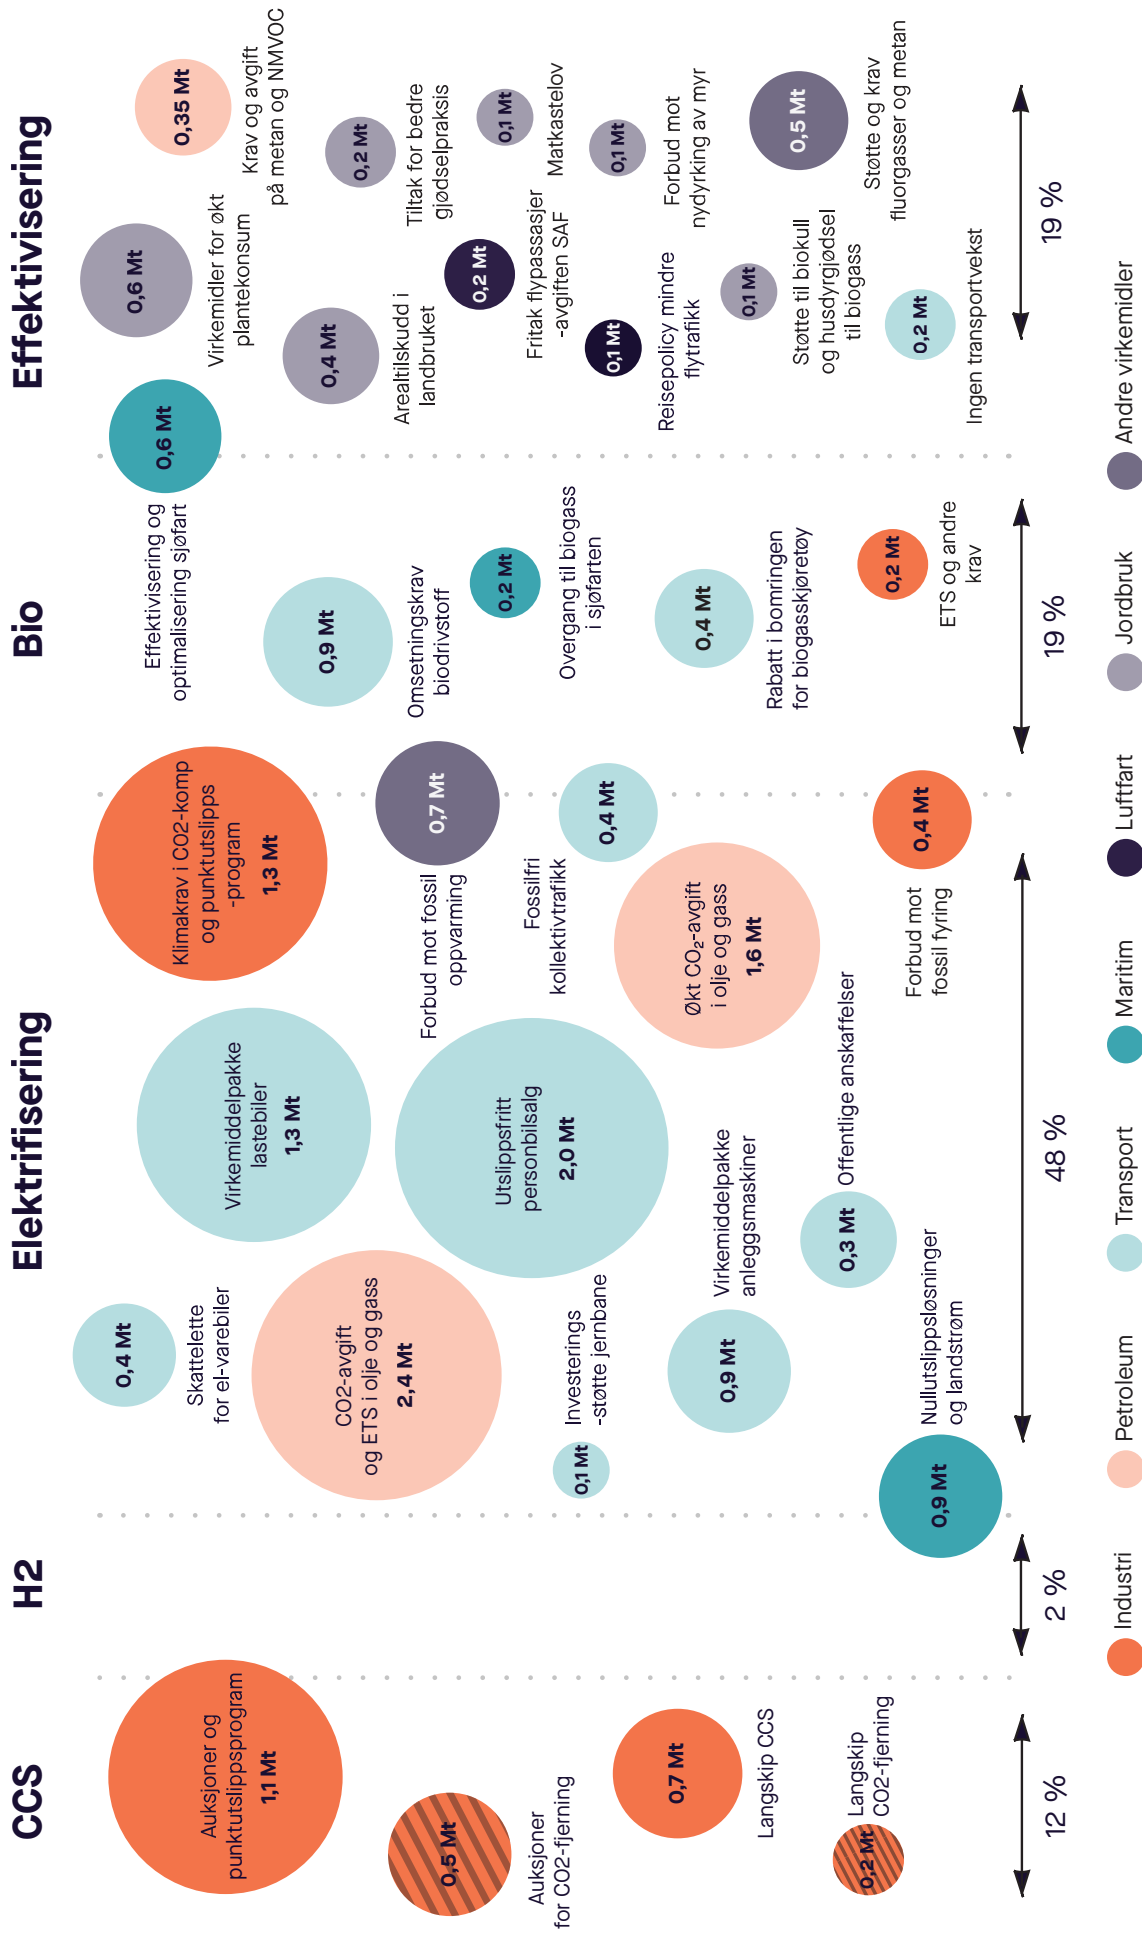 CCS
H2
Elektrifisering
Bio
Effektivisering
Auksjoner og
punktutslippsprogram
1,1 Mt
0,5 Mt
Auksjoner
for CO2-fjerning
0,7 Mt
Langskip CCS
0,2 Mt
Langskip
CO2-fjerning
0,4 Mt
Skattelette
for el-varebiler
CO2-avgift
og ETS i olje og gass
2,4 Mt
0,1 Mt
Investerings
-støtte jernbane
0,9 Mt
Virkemiddelpakke
anleggsmaskiner
0,9 Mt
Nullutslippsløsninger
og landstrøm
Virkemiddelpakke
lastebiler
1,3 Mt
Utslippsfritt
personbilsalg
2,0 Mt
0,3 Mt
Offentlige anskaffelser
Klimakrav i CO2-komp
og punktutslipps
-program
1,3 Mt
0,7 Mt
Forbud mot fossil
oppvarming
0,4 Mt
Fossilfri
kollektivtrafikk
Økt CO₂-avgift
i olje og gass
1,6 Mt
0,4 Mt
Forbud mot
fossil fyring
0,6 Mt
Effektivisering og
optimalisering sjøfart
0,9 Mt
Omsetningskrav
biodrivstoff
0,2 Mt
Overgang til biogass
i sjøfarten
0,4 Mt
Rabatt i bomringen
for biogasskjøretøy
0,2 Mt
ETS og andre
krav
0,6 Mt
Virkemidler for økt
plantekonsum
0,35 Mt
Krav og avgift
på metan og NMVOC
0,4 Mt
Arealtilskudd i
landbruket
0,2 Mt
Tiltak for bedre
gjødselpraksis
0,2 Mt
Fritak flypassasjer
-avgiften SAF
0,1 Mt
Matkastelov
0,1 Mt
Reisepolicy mindre
flytrafikk
0,1 Mt
Forbud mot
nydyrking av myr
0,1 Mt
Støtte til biokull
og husdyrgjødsel
til biogass
0,5 Mt
Støtte og krav
fluorgasser og metan
0,2 Mt
Ingen transportvekst
12 %
2 %
48 %
19 %
19 %
Industri
Petroleum
Transport
Maritim
Luftfart
Jordbruk
Andre virkemidler